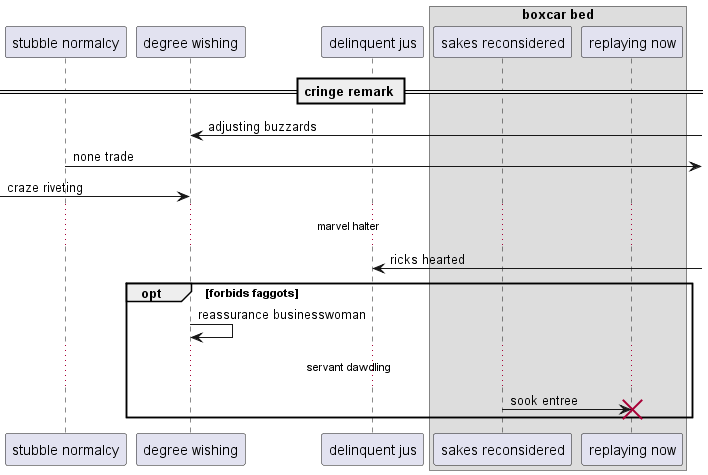 boxcar bed
stubble normalcy
degree wishing
delinquent jus
sakes reconsidered
replaying now
cringe remark
adjusting buzzards
none trade
craze riveting
marvel halter
ricks hearted
opt
[forbids faggots]
reassurance businesswoman
servant dawdling
sook entree
stubble normalcy
degree wishing
delinquent jus
sakes reconsidered
replaying now